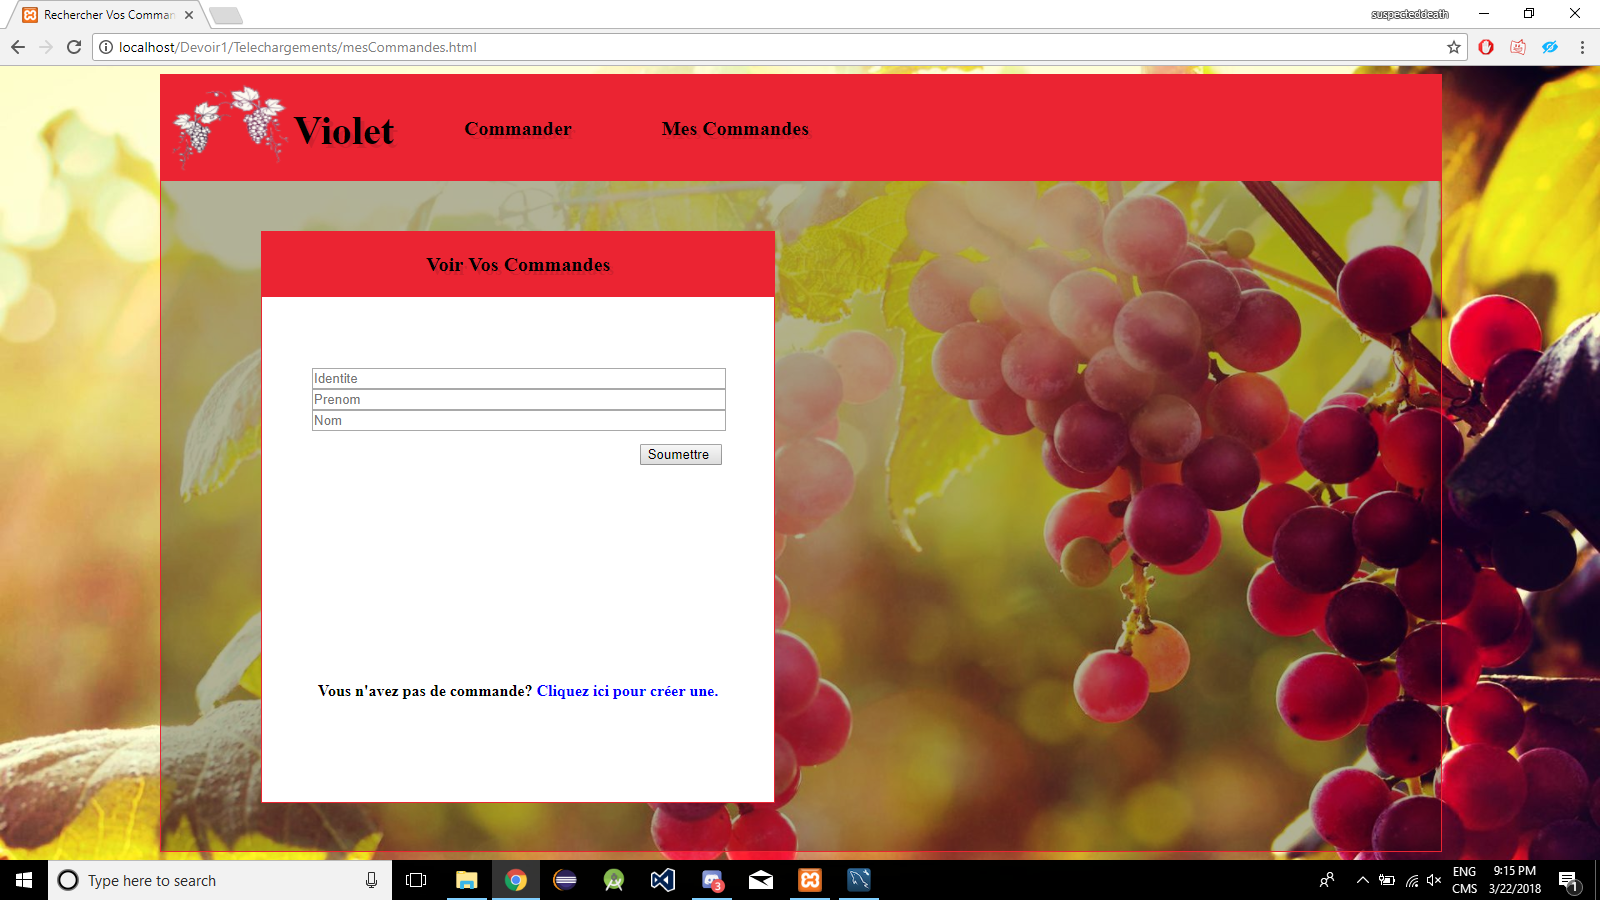 Rechercher Vos Comman
suspecteddeath
localhost/Devoir1/Telechargements/mesCommandes.html
Violet
Commander
Mes Commandes
Voir Vos Commandes
Identite
Prenom
Nom
Soumettre
Vous n'avez pas de commande? Cliquez ici pour créer une.
Type here to search
3
ENG
CMS
9:15 PM
3/22/2018
1